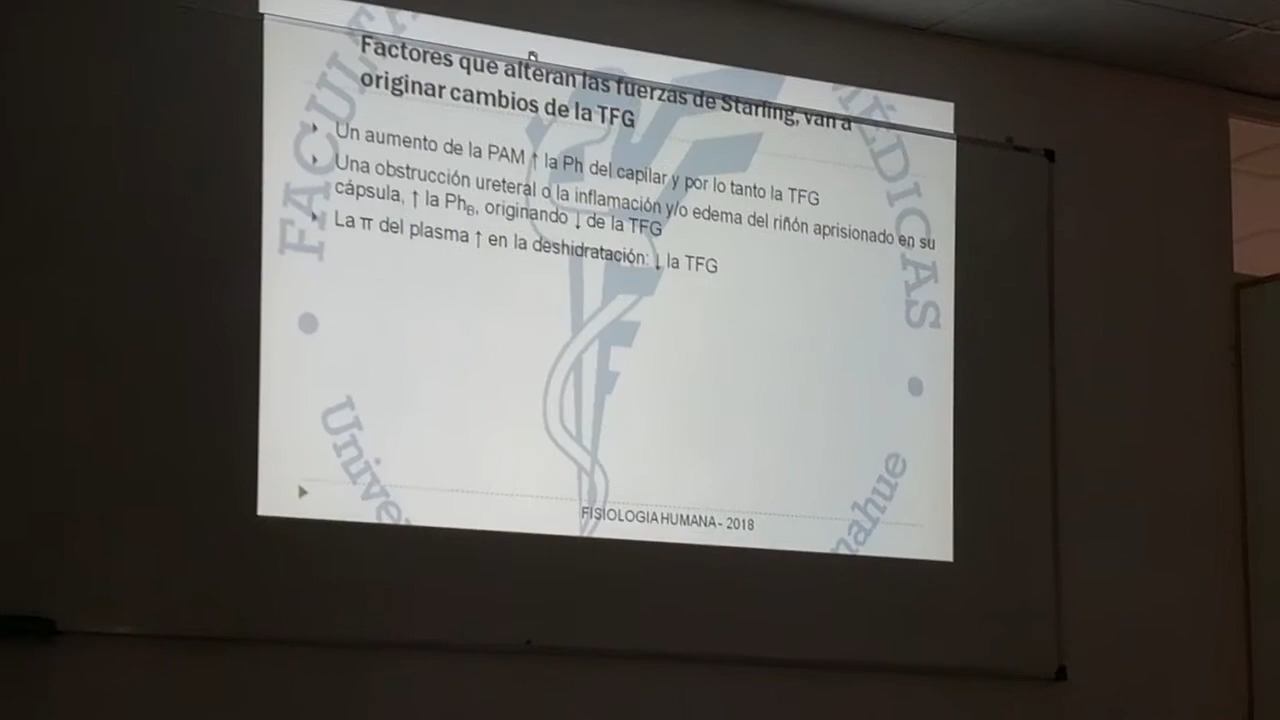 Factores que alteran las fuerzas de Starling, van a
originar cambios de la TFG
Un aumento de la PAM ↑ la Ph del capilar y por lo tanto la TFG
Una obstrucción ureteral o la inflamación y/o edema del riñón aprisionado en su
cápsula, ↑ la PhB, originando ↓ de la TFG
La π del plasma ↑ en la deshidratación: ↓ la TFG
FISIOLOGIA HUMANA - 2018
MÉDICAS